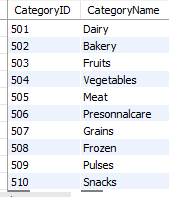 CategoryID CategoryName
501 Dairy
502 Bakery
503 Fruits
504 Vegetables
505 Meat
506 Presonnalcare
507 Grains
508 Frozen
509 Pulses
510 Snacks